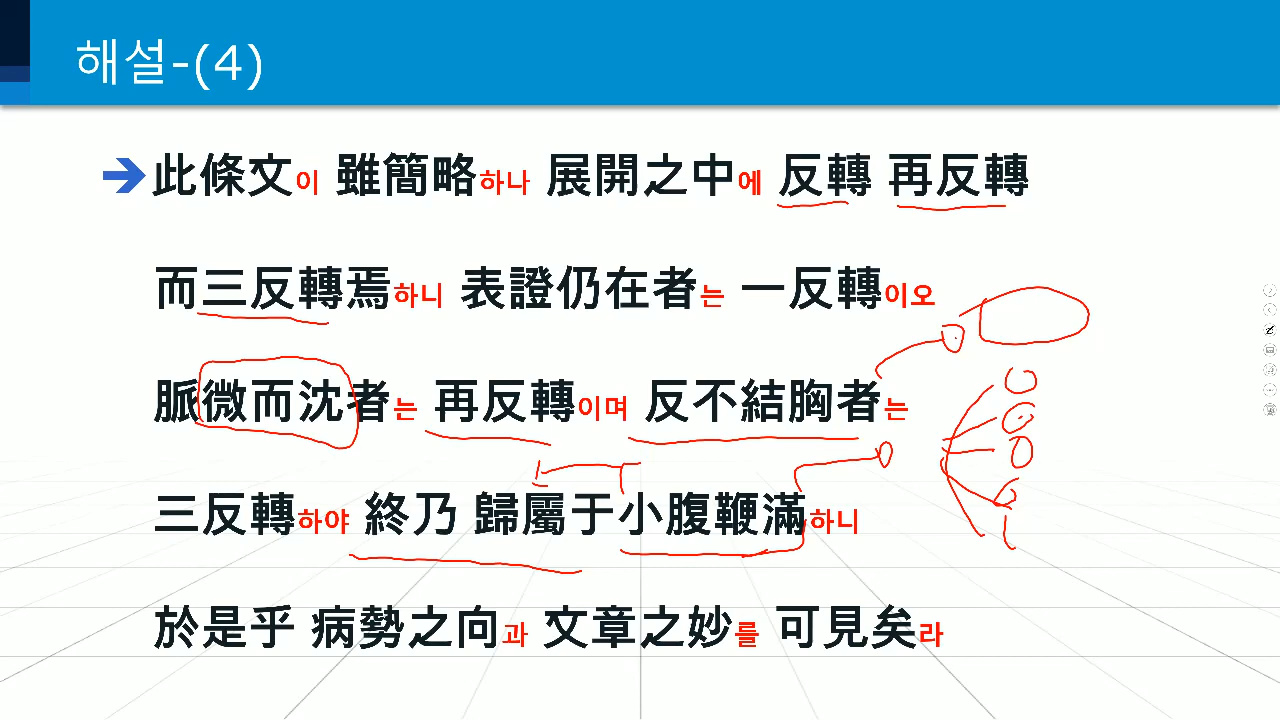 해설-(4)
此條文이 雖簡略하나 展開之中에 反轉 再反轉
而三反轉焉하니 表證仍在者는 一反轉이오
脈微而沈者는 再反轉이며 反不結胸者는
三反轉하야 終乃 歸屬于小腹鞕滿하니
於是乎 病勢之向과 文章之妙를 可見矣라